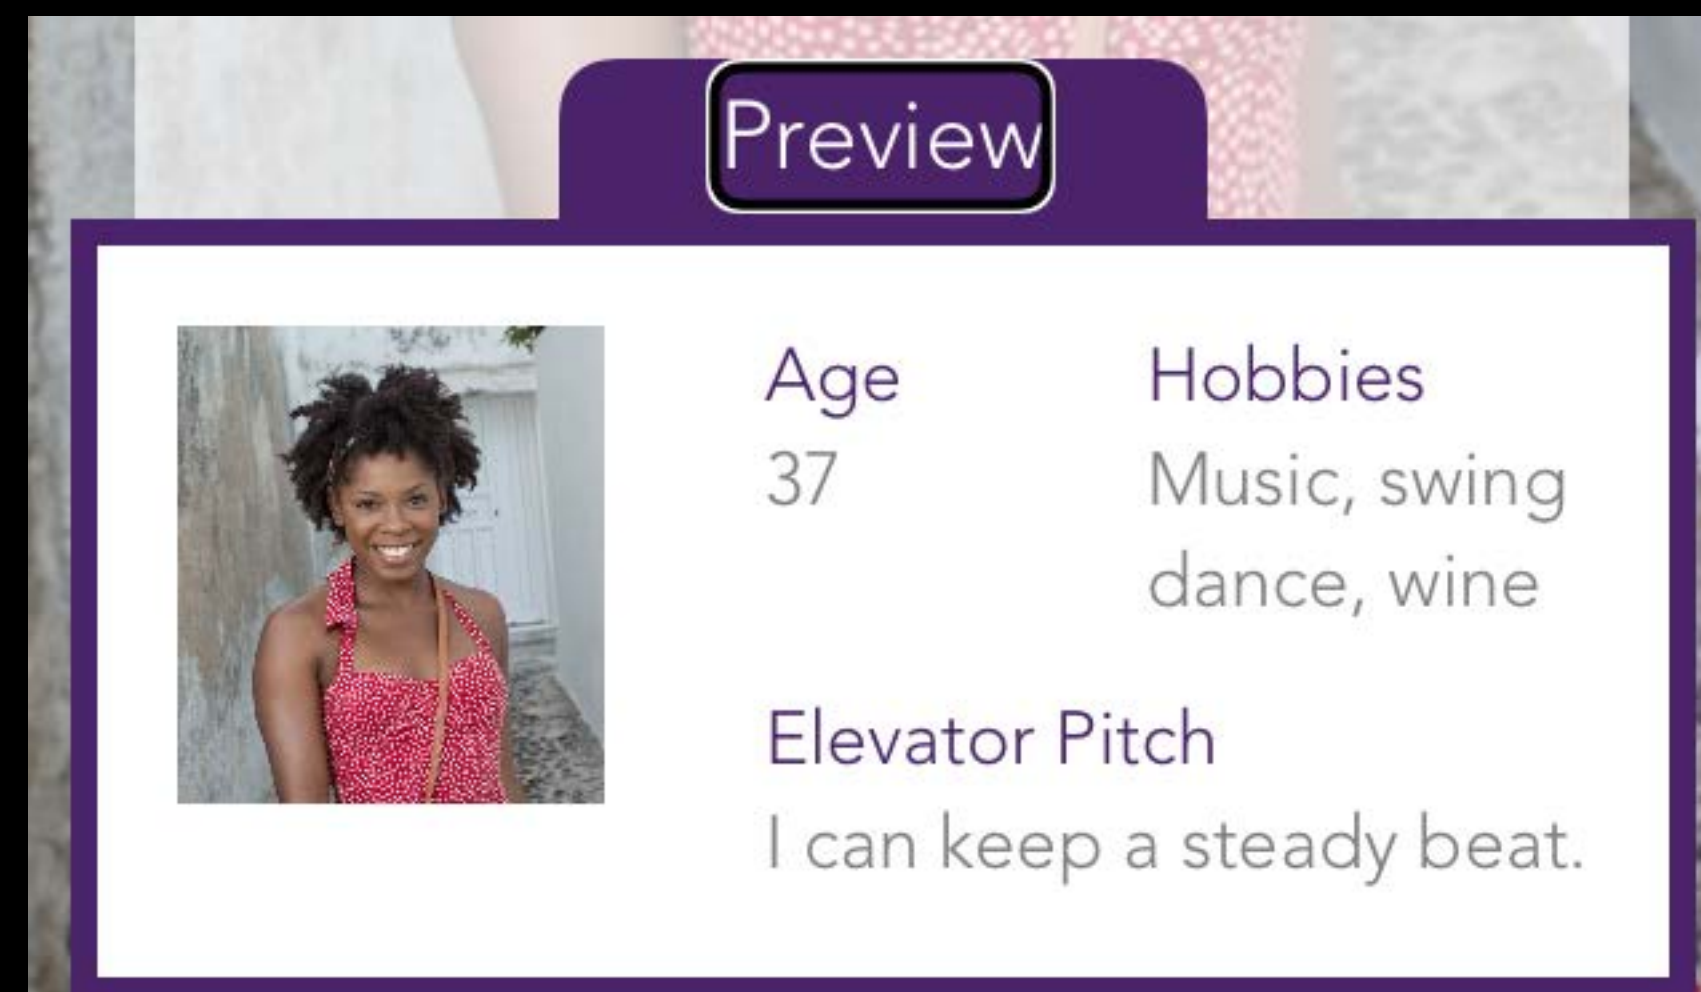 Preview
Age
37
Hobbies
Music, swing
dance, wine
Elevator Pitch
I can keep a steady beat.